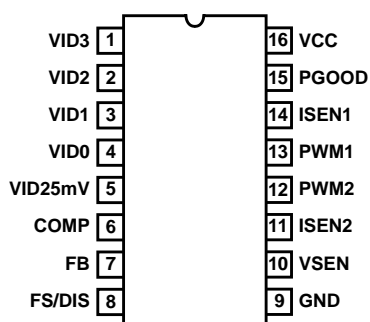 VID3 1 16 VCC
VID2 2 15 PGOOD
VID1 3 14 ISEN1
VID0 4 13 PWM1
VID25mV 5 12 PWM2
COMP 6 11 ISEN2
FB 7 10 VSEN
FS/DIS 8 9 GND